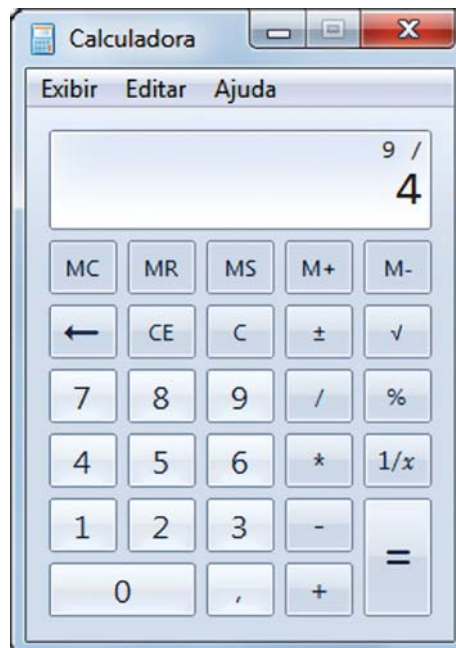 Calculadora
Exibir Editar Ajuda
9 /
4
MC MR MS M+ M-
← CE C ± √
7 8 9 / %
4 5 6 * 1/x
1 2 3 - =
0 , +